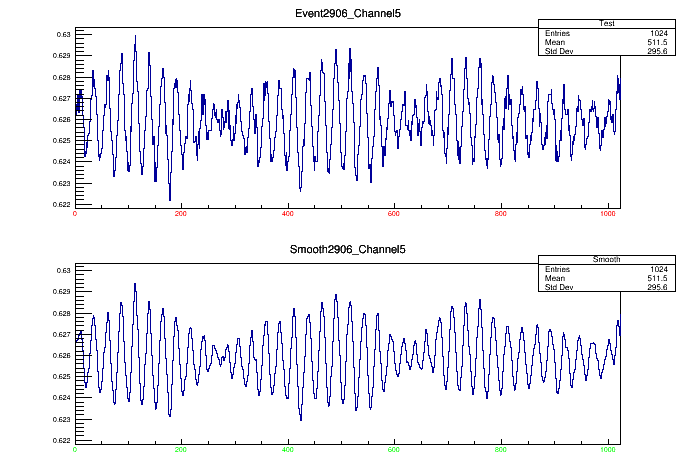 Event2906_Channel5
Test
Entries 1024
Mean 511.5
Std Dev 295.6
0.63
0.629
0.628
0.627
0.626
0.625
0.624
0.623
0.622
0 200 400 600 800 1000
Smooth2906_Channel5
Smooth
Entries 1024
Mean 511.5
Std Dev 295.6
0.63
0.629
0.628
0.627
0.626
0.625
0.624
0.623
0.622
0 200 400 600 800 1000